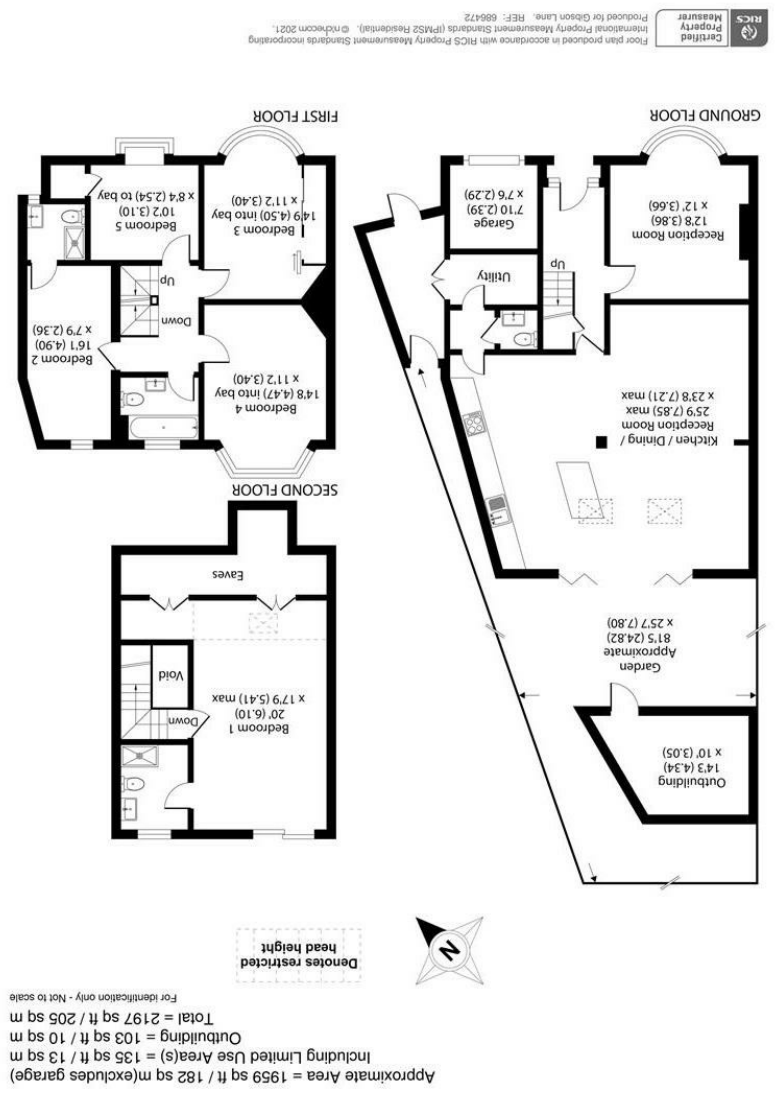 Approximate Area = 1959 sq ft / 182 sq m(excludes garage)
Including Limited Use Area(s) = 135 sq ft / 13 sq m
Outbuilding = 103 sq ft / 10 sq m
Total = 2197 sq ft / 205 sq m
For identification only - Not to scale
Denotes restricted
head height
N
Outbuilding
14'3 (4.34)
x 10' (3.05)
Garden
Approximate
81'5 (24.82)
x 25'7 (7.80)
Kitchen / Dining /
Reception Room
25'9 (7.85) max
x 23'8 (7.21) max
Utility
Up
Garage
7'10 (2.39)
x 7'6 (2.29)
Reception Room
12'8 (3.86)
x 12' (3.66)
GROUND FLOOR
Bedroom 1
20' (6.10)
x 17'9 (5.41) max
Down
Void
Eaves
SECOND FLOOR
Bedroom 4
14'8 (4.47) into bay
x 11'2 (3.40)
Bedroom 2
16'1 (4.90)
x 7'9 (2.36)
Down
Up
Bedroom 3
14'9 (4.50) into bay
x 11'2 (3.40)
Bedroom 5
10'2 (3.10)
x 8'4 (2.54) to bay
FIRST FLOOR
RICS
Certified
Property
Measurer
Floor plan produced in accordance with RICS Property Measurement Standards incorporating
International Property Measurement Standards (IPMS2 Residential). © nichecom 2021.
Produced for Gibson Lane. REF: 686472